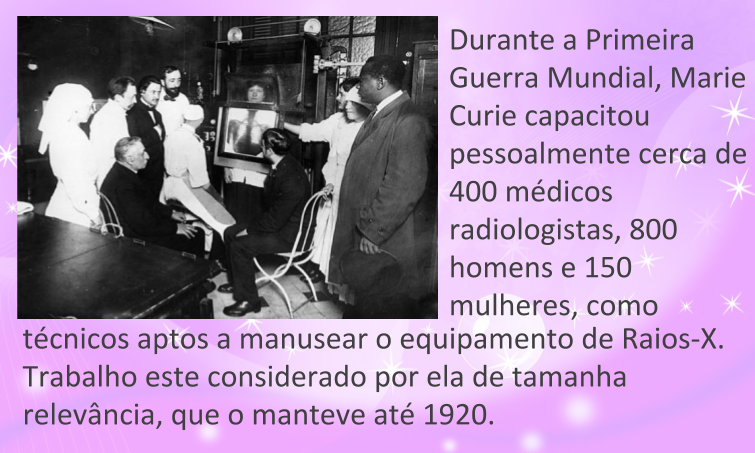 Durante a Primeira
Guerra Mundial, Marie
Curie capacitou
pessoalmente cerca de
400 médicos
radiologistas, 800
homens e 150
mulheres, como
técnicos aptos a manusear o equipamento de Raios-X.
Trabalho este considerado por ela de tamanha
relevância, que o manteve até 1920.